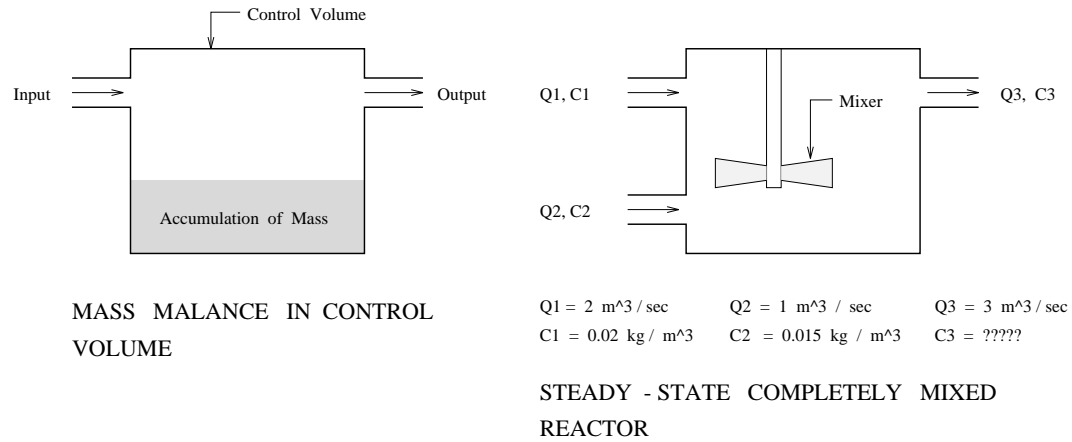 Control Volume
Input
Output
Accumulation of Mass
MASS MALANCE IN CONTROL
VOLUME
Q1, C1
Mixer
Q3, C3
Q2, C2
Q1 = 2 m^3 / sec
Q2 = 1 m^3 / sec
Q3 = 3 m^3/sec
C1 = 0.02 kg / m^3
C2 = 0.015 kg / m^3
C3 = ?????
STEADY - STATE COMPLETELY MIXED
REACTOR